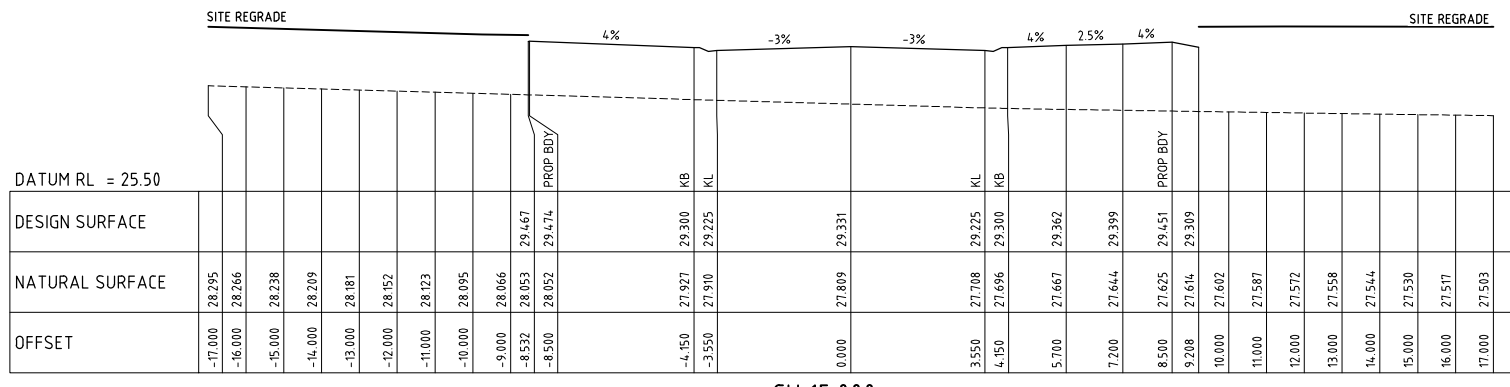 SITE REGRADE
SITE REGRADE
4%
-3%
-3%
4%
2.5%
4%
PROP BDY
KB
KL
KL
KB
PROP BDY
DATUM RL = 25.50
DESIGN SURFACE 29.467 29.474 29.300 29.225 29.331 29.225 29.300 29.362 29.399 29.451 29.309
NATURAL SURFACE 28.295 28.266 28.238 28.209 28.181 28.152 28.123 28.095 28.066 28.053 28.052 27.927 27.910 27.809 27.708 27.696 27.667 27.644 27.625 27.614 27.602 27.587 27.572 27.558 27.544 27.530 27.517 27.503
OFFSET -17.000 -16.000 -15.000 -14.000 -13.000 -12.000 -11.000 -10.000 -9.000 -8.532 -8.500 -4.150 -3.550 0.000 3.550 4.150 5.700 7.200 8.500 9.208 10.000 11.000 12.000 13.000 14.000 15.000 16.000 17.000